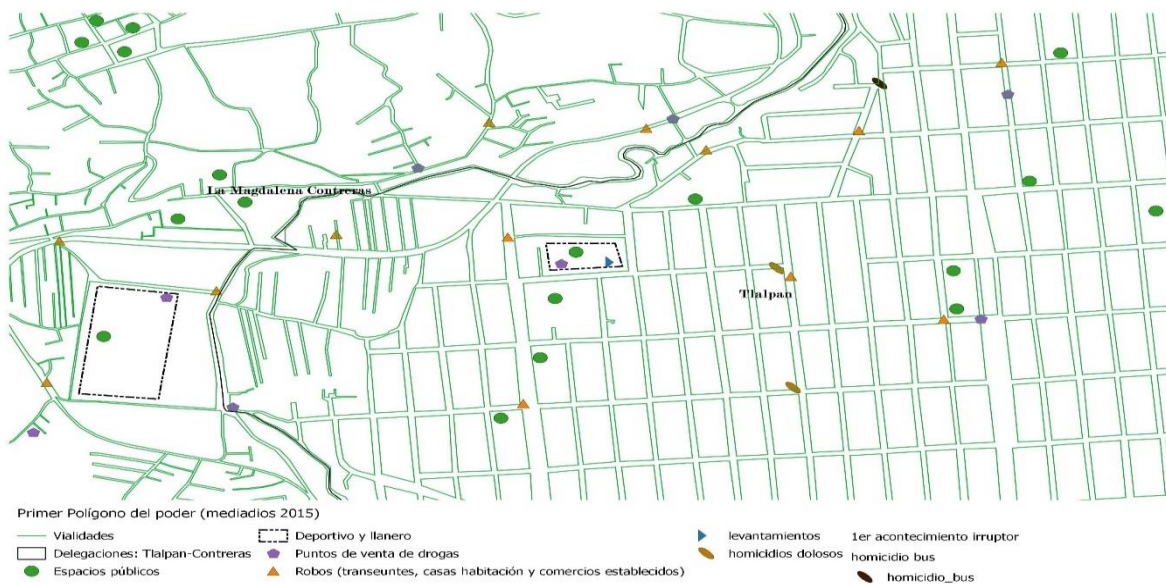 La Magdalena Contreras
Tlalpan
Primer Polígono del poder (mediadios 2015)
Vialidades
Delegaciones: Tlalpan-Contreras
Espacios públicos
Deportivo y llanero
Puntos de venta de drogas
Robos (transeuntes, casas habitación y comercios establecidos)
levantamientos
homicidios dolosos
1er acontecimiento irruptor
homicidio bus
homicidio_bus